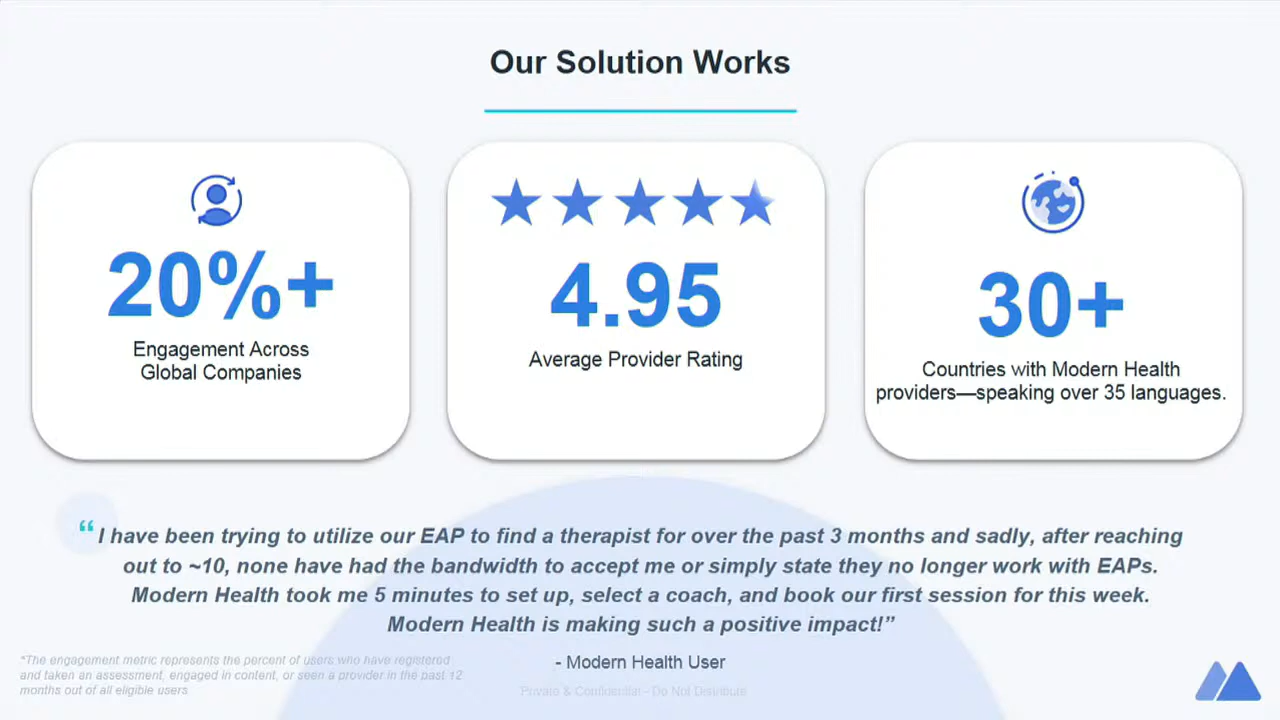 Our Solution Works
20%+
Engagement Across
Global Companies
4.95
Average Provider Rating
30+
Countries with Modern Health
providers—speaking over 35 languages.
“I have been trying to utilize our EAP to find a therapist for over the past 3 months and sadly, after reaching
out to ~10, none have had the bandwidth to accept me or simply state they no longer work with EAPs.
Modern Health took me 5 minutes to set up, select a coach, and book our first session for this week.
Modern Health is making such a positive impact!”
- Modern Health User
*The engagement metric represents the percent of users who have registered
and taken an assessment, engaged in content, or seen a provider in the past 12
months out of all eligible users
Private & Confidential - Do Not Distribute